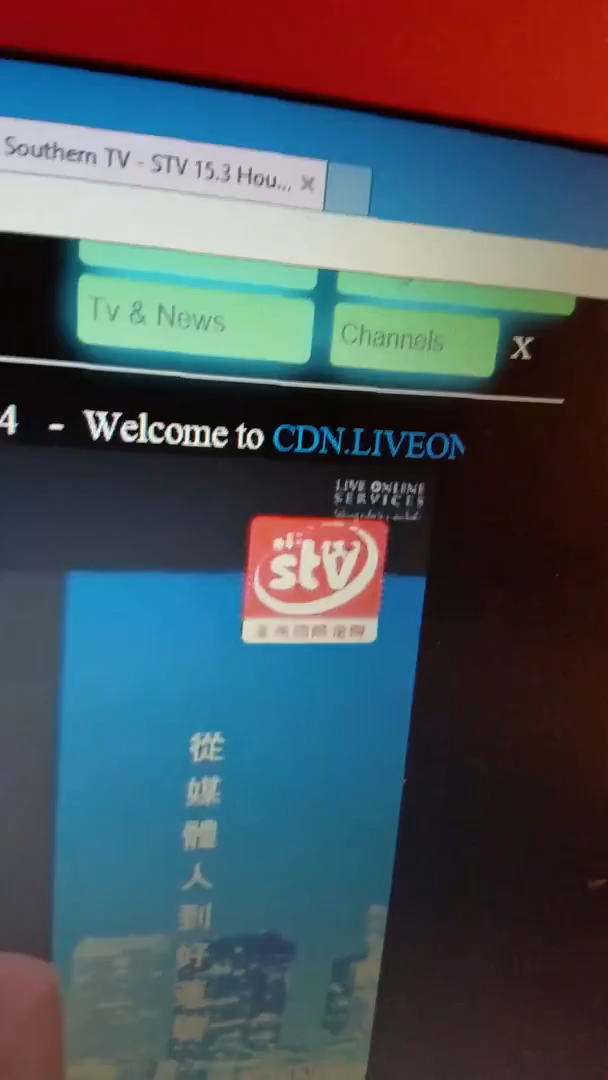 Southern TV - STV 15.3 Hou...
Tv & News
Channels
X
4 - Welcome to CDN.LIVEON
LIVE ONLINE
SERVICES
stv
從媒體人到好